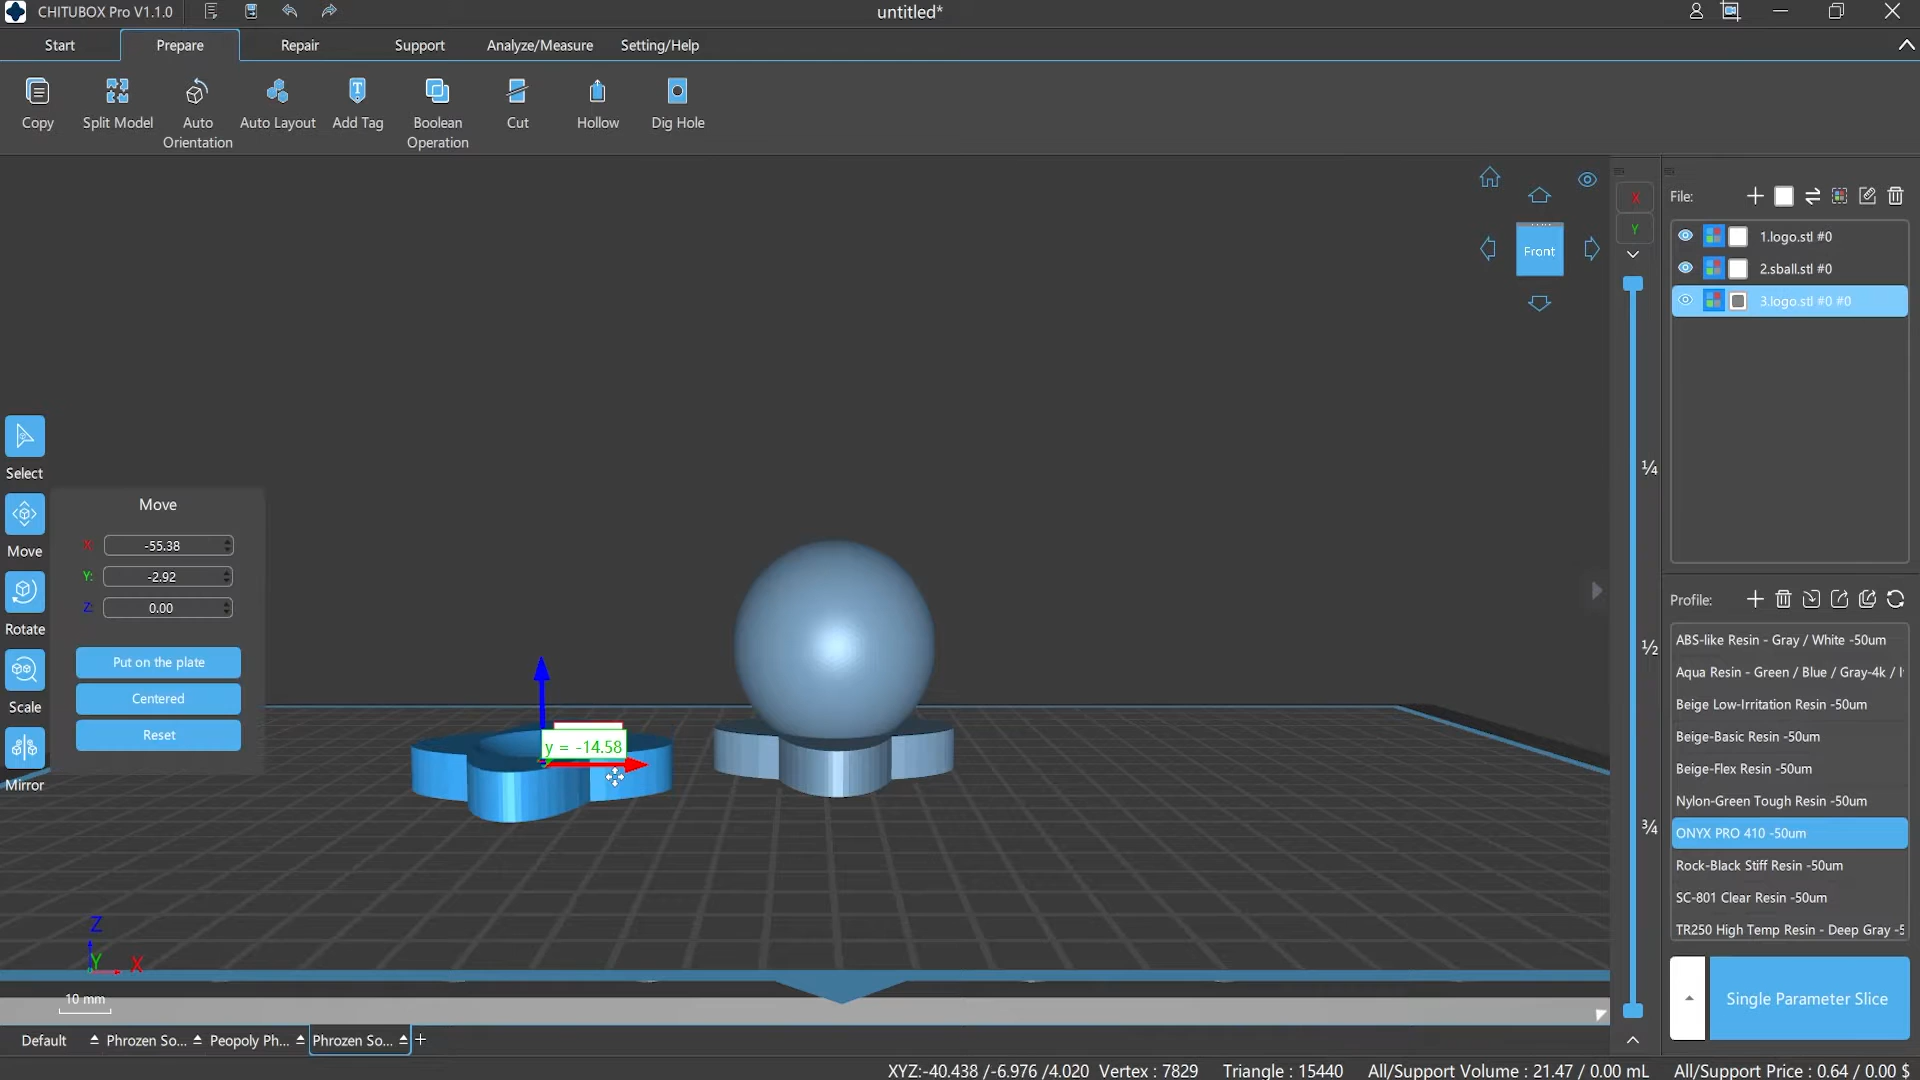 CHITUBOX Pro V1.1.0
untitled*
Start
Prepare
Repair
Support
Analyze/Measure
Setting/Help
Copy
Split Model
Auto
Orientation
Auto Layout
Add Tag
Boolean
Operation
Cut
Hollow
Dig Hole
Front
X
Y
File:
1.logo.stl #0
2.sball.stl #0
3.logo.stl #0 #0
1/4
1/2
3/4
Select
Move
Rotate
Scale
Mirror
Move
X: -55.38
Y: -2.92
Z: 0.00
Put on the plate
Centered
Reset
y = -14.58
Profile:
ABS-like Resin - Gray / White -50um
Aqua Resin - Green / Blue / Gray-4k /
Beige Low-Irritation Resin -50um
Beige-Basic Resin -50um
Beige-Flex Resin -50um
Nylon-Green Tough Resin -50um
ONYX PRO 410 -50um
Rock-Black Stiff Resin -50um
SC-801 Clear Resin -50um
TR250 High Temp Resin - Deep Gray -5
Single Parameter Slice
Z
Y
X
10 mm
Default
Phrozen So...
Peopoly Ph...
Phrozen So...
XYZ:-40.438 /-6.976 /4.020 Vertex : 7829 Triangle : 15440 All/Support Volume : 21.47 / 0.00 mL All/Support Price : 0.64 / 0.00 $